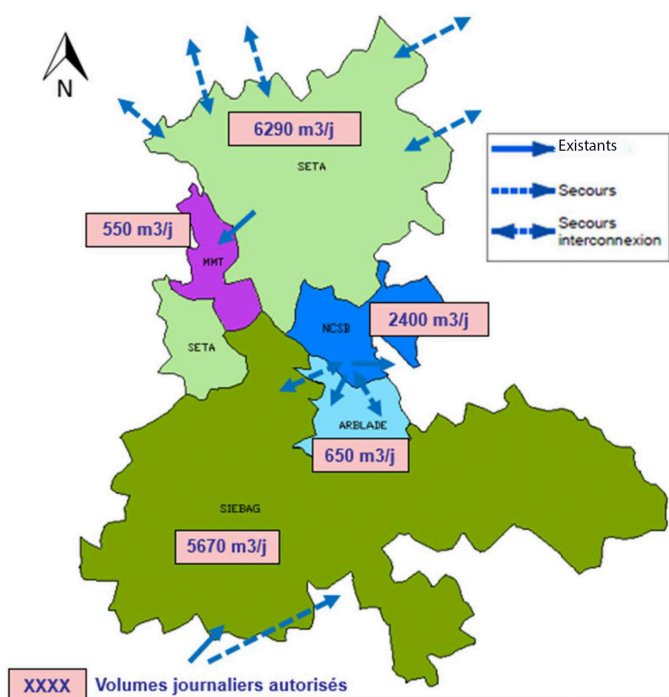 N
6290 m3/j
SETA
Existants
Secours
Secours
interconnexion
550 m3/j
MMT
2400 m3/j
NCSB
SETA
ARBLADE
650 m3/j
SIEBAG
5670 m3/j
XXXX Volumes journaliers autorisés